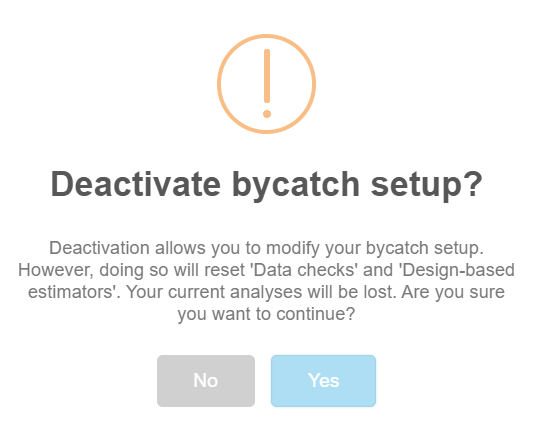 Deactivate bycatch setup?
Deactivation allows you to modify your bycatch setup.
However, doing so will reset 'Data checks' and 'Design-based
estimators'. Your current analyses will be lost. Are you sure
you want to continue?
No
Yes